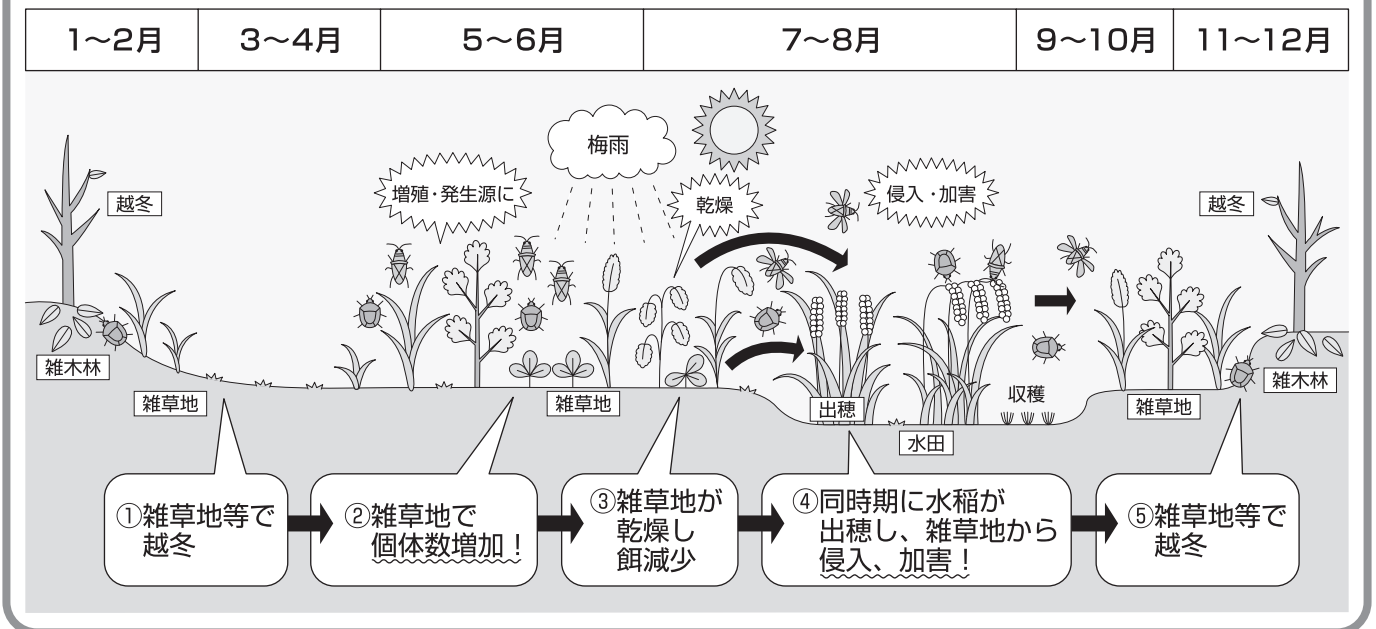 1～2月
3～4月
5～6月
7～8月
9～10月
11～12月
梅雨
増殖・発生源に
乾燥
侵入・加害
越冬
越冬
雑木林
雑草地
雑草地
出穂
水田
収穫
雑草地
雑木林
①雑草地等で
越冬
②雑草地で
個体数増加！
③雑草地が
乾燥し
餌減少
④同時期に水稲が
出穂し、雑草地から
侵入、加害！
⑤雑草地等で
越冬